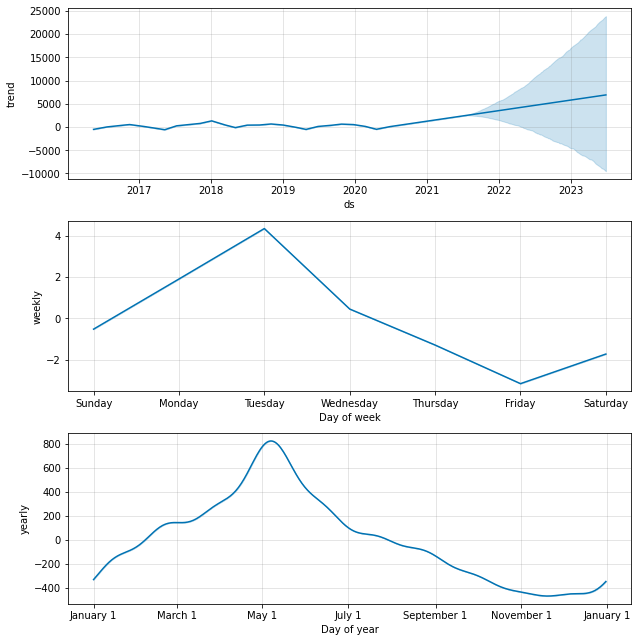 25000
20000
15000
10000
5000
0
−5000
−10000
trend
2017 2018 2019 2020 2021 2022 2023
ds
4
2
0
−2
weekly
Sunday Monday Tuesday Wednesday Thursday Friday Saturday
Day of week
800
600
400
200
0
−200
−400
yearly
January 1 March 1 May 1 July 1 September 1 November 1 January 1
Day of year